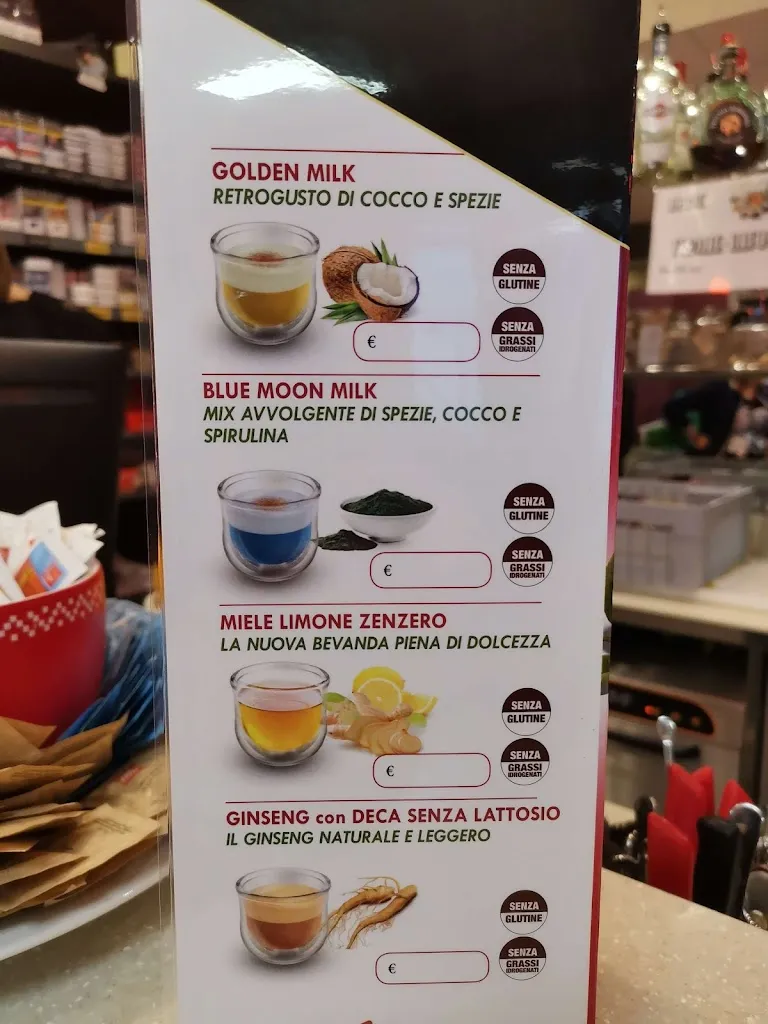 GOLDEN MILK
RETROGUSTO DI COCCO E SPEZIE
SENZA
GLUTINE
SENZA
GRASSI
IDROGENATI
€
BLUE MOON MILK
MIX AVVOLGENTE DI SPEZIE, COCCO E
SPIRULINA
SENZA
GLUTINE
SENZA
GRASSI
IDROGENATI
€
MIELE LIMONE ZENZERO
LA NUOVA BEVANDA PIENA DI DOLCEZZA
SENZA
GLUTINE
SENZA
GRASSI
IDROGENATI
€
GINSENG con DECA SENZA LATTOSIO
IL GINSENG NATURALE E LEGGERO
SENZA
GLUTINE
SENZA
GRASSI
IDROGENATI
€